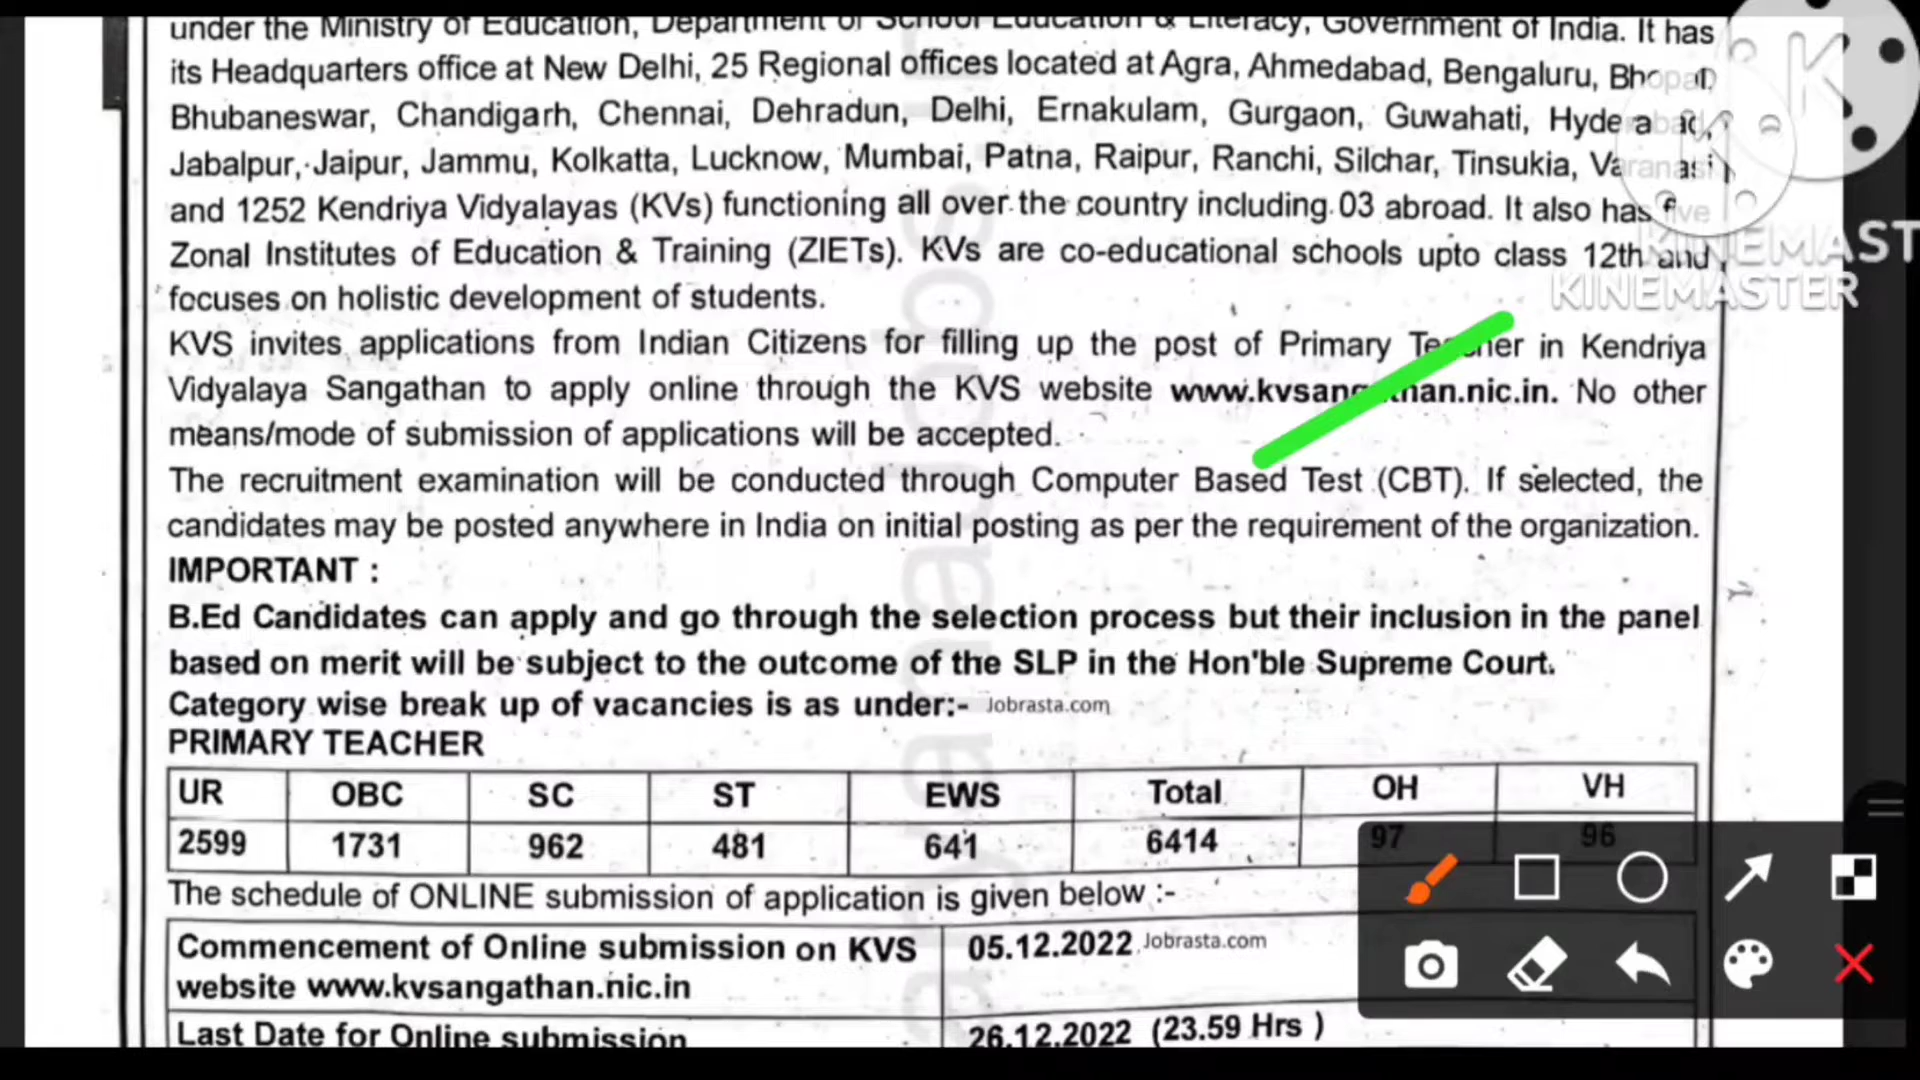 under the Ministry of Education, Department of School Education & Literacy, Government of India. It has
its Headquarters office at New Delhi, 25 Regional offices located at Agra, Ahmedabad, Bengaluru, Bhopal,
Bhubaneswar, Chandigarh, Chennai, Dehradun, Delhi, Ernakulam, Gurgaon, Guwahati, Hyderabad,
Jabalpur, Jaipur, Jammu, Kolkatta, Lucknow, Mumbai, Patna, Raipur, Ranchi, Silchar, Tinsukia, Varanasi
and 1252 Kendriya Vidyalayas (KVs) functioning all over the country including 03 abroad. It also has five
Zonal Institutes of Education & Training (ZIETs). KVs are co-educational schools upto class 12th and
focuses on holistic development of students.
KINEMASTER
KINEMAST
KVS invites applications from Indian Citizens for filling up the post of Primary Teacher in Kendriya
Vidyalaya Sangathan to apply online through the KVS website www.kvsangathan.nic.in. No other
means/mode of submission of applications will be accepted.
The recruitment examination will be conducted through Computer Based Test (CBT). If selected, the
candidates may be posted anywhere in India on initial posting as per the requirement of the organization.
IMPORTANT :
B.Ed Candidates can apply and go through the selection process but their inclusion in the panel
based on merit will be subject to the outcome of the SLP in the Hon'ble Supreme Court.
Category wise break up of vacancies is as under:- Jobrasta.com
PRIMARY TEACHER
UR OBC SC ST EWS Total OH VH
2599 1731 962 481 641 6414 97 96
The schedule of ONLINE submission of application is given below :-
Commencement of Online submission on KVS 05.12.2022 Jobrasta.com
website www.kvsangathan.nic.in
Last Date for Online submission 26.12.2022 (23.59 Hrs )